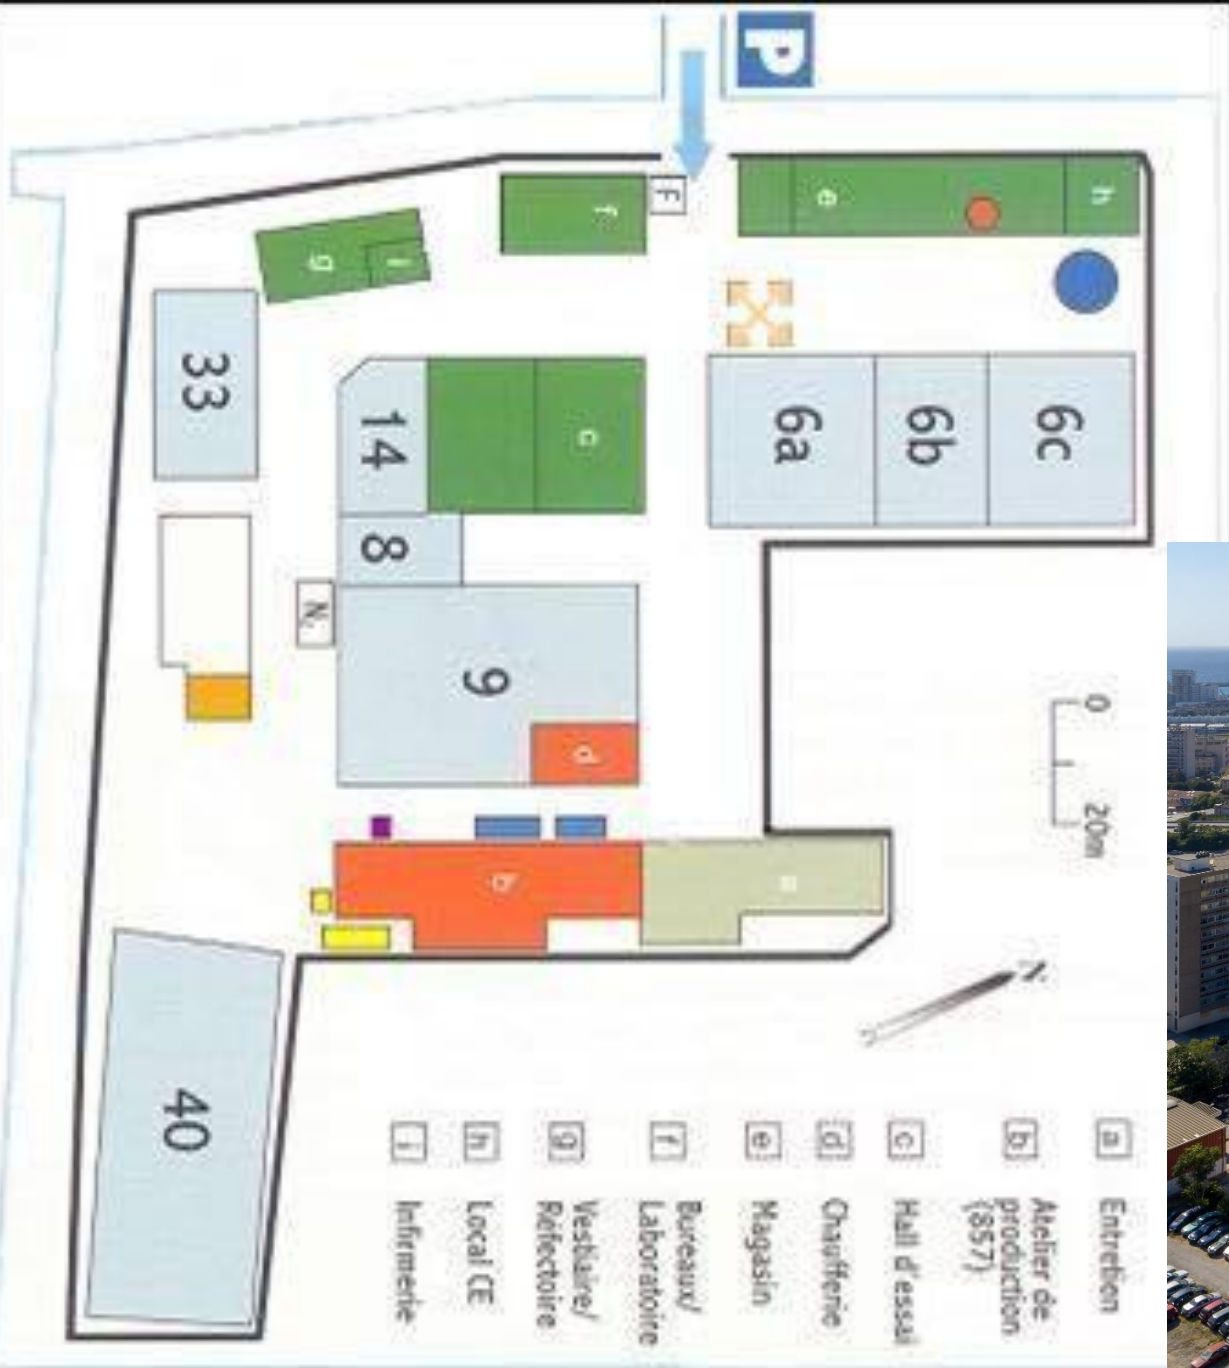 P
h
e
6c
6b
6a
F
f
g
i
c
14
8
9
d
N₂
33
b
a
40
0
20m
N
a Entretien
b Atelier de
production
(857)
c Hall d'essai
d Chaufferie
e Magasin
f Bureaux/
Laboratoire
g Vestiaire/
Réfectoire
h Local CE
i Infirmerie